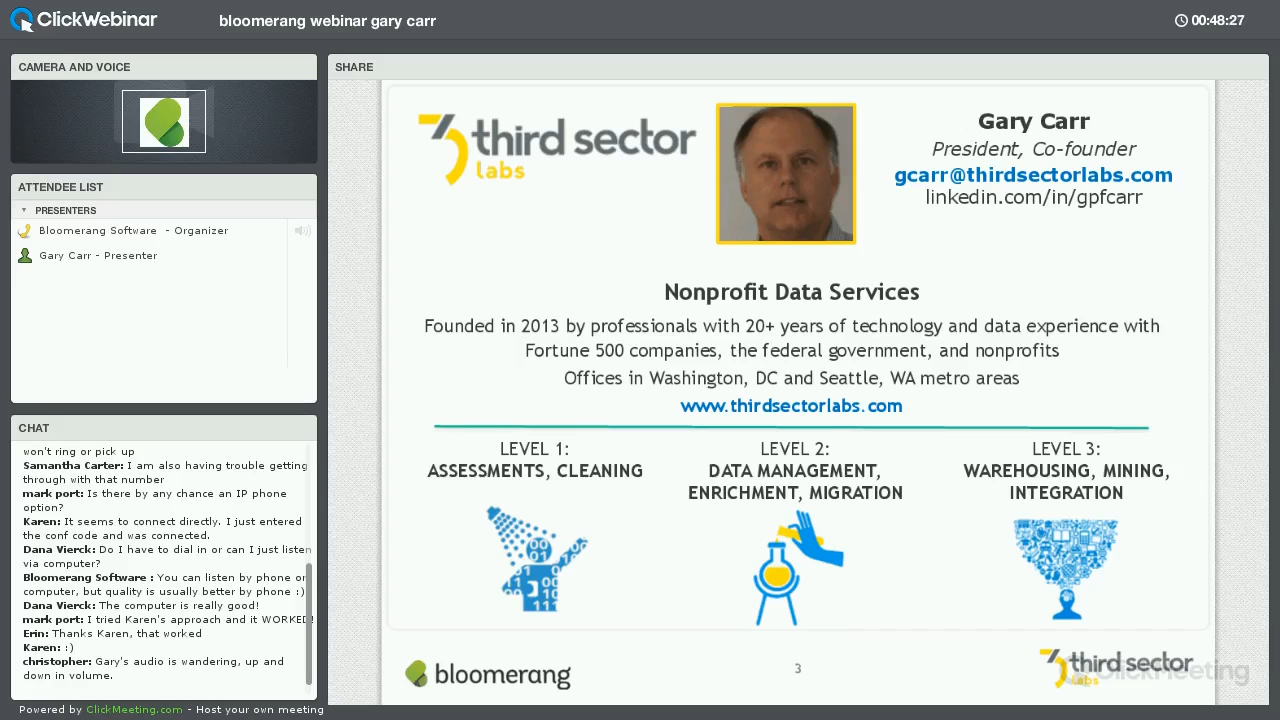 ClickWebinar
bloomerang webinar gary carr
00:48:27
CAMERA AND VOICE
ATTENDEE LIST
PRESENTERS
Bloomerang Software - Organizer
Gary Carr - Presenter
CHAT
won't ring or pick up
Samantha Carter: I am also having trouble getting
through with that number
mark port: Is there by any chance an IP phone
option?
Karen: It seems to connect directly. I just entered
the conf code and was connected.
Dana Vierck: Do I have to dial in or can I just listen
via computer?
Bloomerang Software : You can listen by phone or
computer, but quality is usually better by phone :)
Dana Vierck: The computer is really good!
mark port: I tried Karen's approach and it WORKED!
Erin: Thanks Karen, that worked
Karen: :)
christopher: Gary's audio is wandering, up and
down in volume.
Powered by ClickMeeting.com - Host your own meeting
SHARE
third sector
labs
Gary Carr
President, Co-founder
gcarr@thirdsectorlabs.com
linkedin.com/in/gpfcarr
Nonprofit Data Services
Founded in 2013 by professionals with 20+ years of technology and data experience with
Fortune 500 companies, the federal government, and nonprofits
Offices in Washington, DC and Seattle, WA metro areas
www.thirdsectorlabs.com
LEVEL 1:
ASSESSMENTS, CLEANING
LEVEL 2:
DATA MANAGEMENT,
ENRICHMENT, MIGRATION
LEVEL 3:
WAREHOUSING, MINING,
INTEGRATION
bloomerang
3
third sector
labs
ClickMeeting